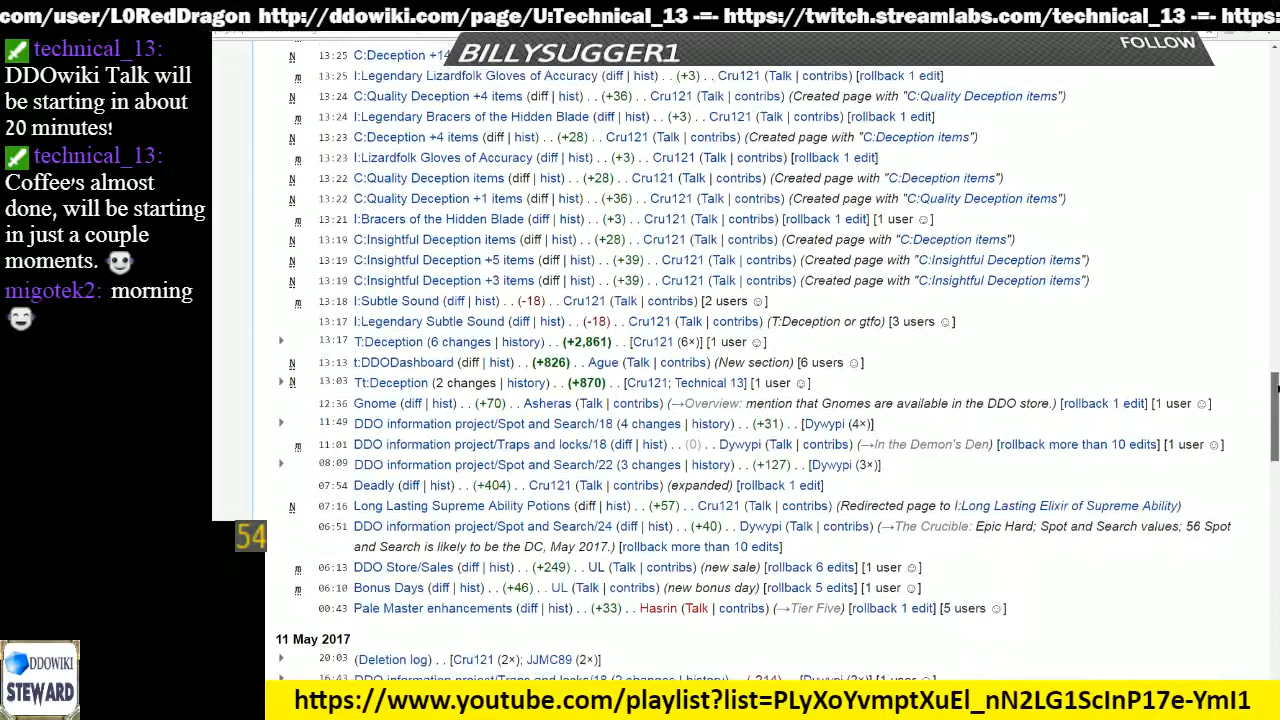 com/user/L0RedDragon http://ddowiki.com/page/U:Technical_13 -=- https://twitch.streamlabs.com/technical_13 -=- https:
technical_13:
DDOwiki Talk will
be starting in about
20 minutes!
technical_13:
Coffee's almost
done, will be starting
in just a couple
moments.
migotek2: morning
BILLYSUGGER1
FOLLOW
N 13:25 C:Deception +14
m 13:25 I:Legendary Lizardfolk Gloves of Accuracy (diff | hist) . . (+3) . . Cru121 (Talk | contribs) [rollback 1 edit]
N 13:24 C:Quality Deception +4 items (diff | hist) . . (+36) . . Cru121 (Talk | contribs) (Created page with "C:Quality Deception items")
m 13:24 I:Legendary Bracers of the Hidden Blade (diff | hist) . . (+3) . . Cru121 (Talk | contribs) [rollback 1 edit]
N 13:23 C:Deception +4 items (diff | hist) . . (+28) . . Cru121 (Talk | contribs) (Created page with "C:Deception items")
m 13:23 I:Lizardfolk Gloves of Accuracy (diff | hist) . . (+3) . . Cru121 (Talk | contribs) [rollback 1 edit]
N 13:22 C:Quality Deception items (diff | hist) . . (+28) . . Cru121 (Talk | contribs) (Created page with "C:Deception items")
N 13:22 C:Quality Deception +1 items (diff | hist) . . (+36) . . Cru121 (Talk | contribs) (Created page with "C:Quality Deception items")
m 13:21 I:Bracers of the Hidden Blade (diff | hist) . . (+3) . . Cru121 (Talk | contribs) [rollback 1 edit] [1 user ☺]
N 13:19 C:Insightful Deception items (diff | hist) . . (+28) . . Cru121 (Talk | contribs) (Created page with "C:Deception items")
N 13:19 C:Insightful Deception +5 items (diff | hist) . . (+39) . . Cru121 (Talk | contribs) (Created page with "C:Insightful Deception items")
N 13:19 C:Insightful Deception +3 items (diff | hist) . . (+39) . . Cru121 (Talk | contribs) (Created page with "C:Insightful Deception items")
m 13:18 I:Subtle Sound (diff | hist) . . (-18) . . Cru121 (Talk | contribs) [2 users ☺]
13:17 I:Legendary Subtle Sound (diff | hist) . . (-18) . . Cru121 (Talk | contribs) (T:Deception or gtfo) [3 users ☺]
13:17 T:Deception (6 changes | history) . . (+2,861) . . [Cru121 (6×)] [1 user ☺]
N 13:13 t:DDODashboard (diff | hist) . . (+826) . . Ague (Talk | contribs) (New section) [6 users ☺]
N 13:03 Tt:Deception (2 changes | history) . . (+870) . . [Cru121; Technical 13] [1 user ☺]
12:36 Gnome (diff | hist) . . (+70) . . Asheras (Talk | contribs) (→Overview: mention that Gnomes are available in the DDO store.) [rollback 1 edit] [1 user ☺]
11:49 DDO information project/Spot and Search/18 (4 changes | history) . . (+31) . . [Dywypi (4×)]
m 11:01 DDO information project/Traps and locks/18 (diff | hist) . . (0) . . Dywypi (Talk | contribs) (→In the Demon's Den) [rollback more than 10 edits] [1 user ☺]
08:09 DDO information project/Spot and Search/22 (3 changes | history) . . (+127) . . [Dywypi (3×)]
07:54 Deadly (diff | hist) . . (+404) . . Cru121 (Talk | contribs) (expanded) [rollback 1 edit]
N 07:16 Long Lasting Supreme Ability Potions (diff | hist) . . (+57) . . Cru121 (Talk | contribs) (Redirected page to I:Long Lasting Elixir of Supreme Ability)
06:51 DDO information project/Spot and Search/24 (diff | hist) . . (+40) . . Dywypi (Talk | contribs) (→The Crucible: Epic Hard; Spot and Search values; 56 Spot
and Search is likely to be the DC, May 2017.) [rollback more than 10 edits]
m 06:13 DDO Store/Sales (diff | hist) . . (+249) . . UL (Talk | contribs) (new sale) [rollback 6 edits] [1 user ☺]
m 06:10 Bonus Days (diff | hist) . . (+46) . . UL (Talk | contribs) (new bonus day) [rollback 5 edits] [1 user ☺]
00:43 Pale Master enhancements (diff | hist) . . (+33) . . Hasrin (Talk | contribs) (→Tier Five) [rollback 1 edit] [5 users ☺]
54
11 May 2017
20:03 (Deletion log) . . [Cru121 (2×); JJMC89 (2×)]
DDOWIKI
STEWARD
https://www.youtube.com/playlist?list=PLyXoYvmptXuEl_nN2LG1ScInP17e-YmI1